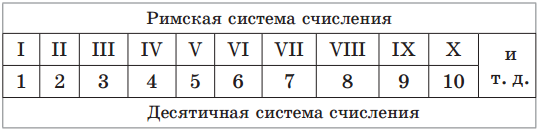 Римская система счисления
I II III IV V VI VII VIII IX X и
1 2 3 4 5 6 7 8 9 10 т. д.
Десятичная система счисления